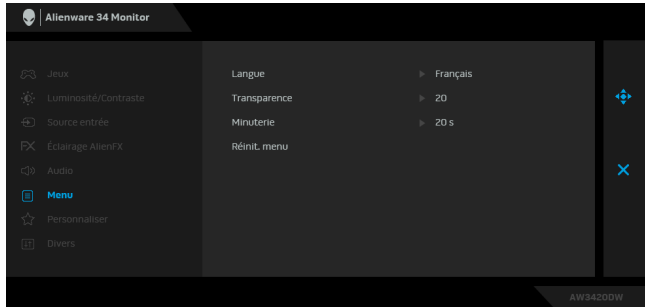 Alienware 34 Monitor
Jeux
Luminosité/Contraste
Source entrée
Éclairage AlienFX
Audio
Menu
Personnaliser
Divers
Langue Français
Transparence 20
Minuterie 20 s
Réinit. menu
AW3420DW